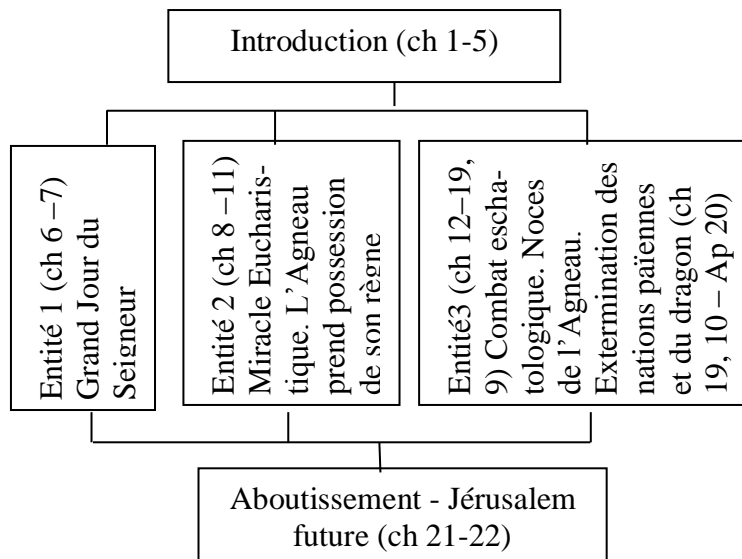 Introduction (ch 1-5)
Entité 1 (ch 6 –7)
Grand Jour du
Seigneur
Entité 2 (ch 8 –11)
Miracle Eucharis-
tique. L’Agneau
prend possession
de son règne
Entité3 (ch 12–19,
9) Combat escha-
tologique. Noces
de l’Agneau.
Extermination des
nations païennes
et du dragon (ch
19, 10 – Ap 20)
Aboutissement - Jérusalem
future (ch 21-22)